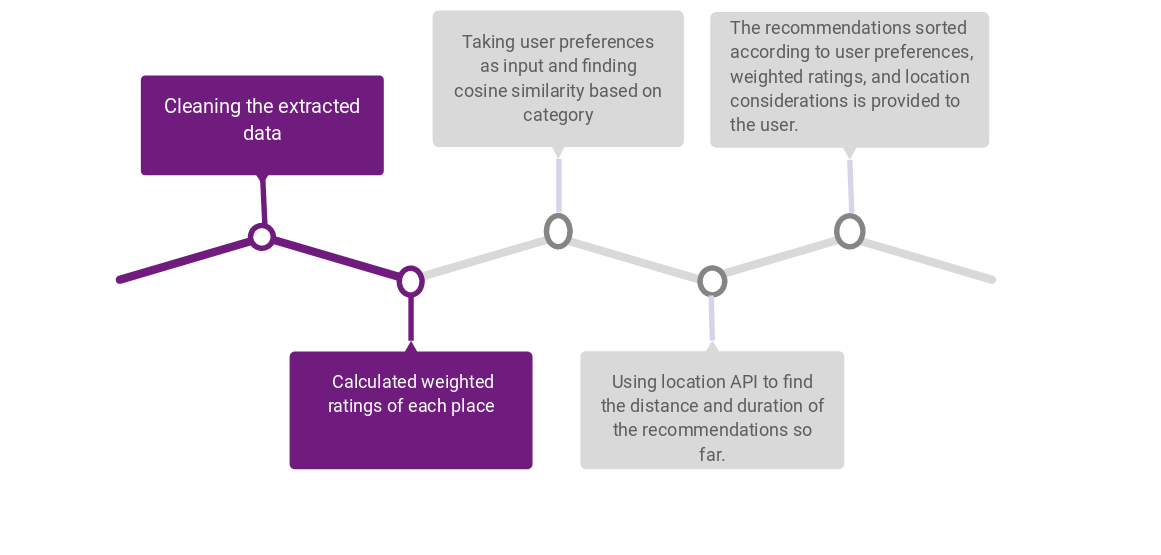 Cleaning the extracted
data
Calculated weighted
ratings of each place
Taking user preferences
as input and finding
cosine similarity based on
category
Using location API to find
the distance and duration of
the recommendations so
far.
The recommendations sorted
according to user preferences,
weighted ratings, and location
considerations is provided to
the user.